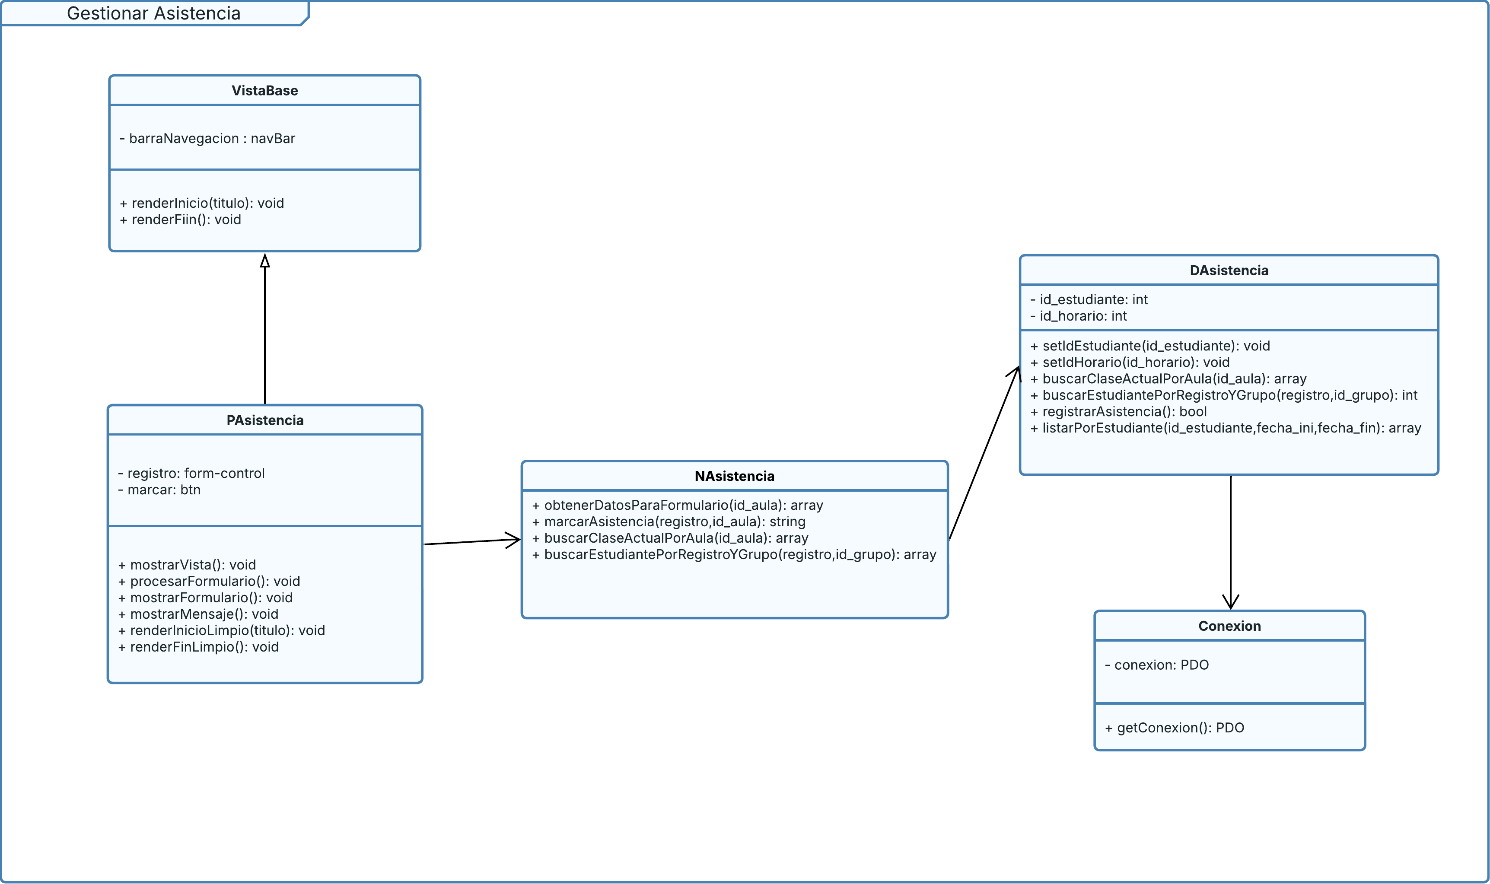 Gestionar Asistencia
VistaBase
- barraNavegacion : navBar
+ renderInicio(titulo): void
+ renderFiin(): void
PAsistencia
- registro: form-control
- marcar: btn
+ mostrarVista(): void
+ procesarFormulario(): void
+ mostrarFormulario(): void
+ mostrarMensaje(): void
+ renderInicioLimpio(titulo): void
+ renderFinLimpio(): void
NAsistencia
+ obtenerDatosParaFormulario(id_aula): array
+ marcarAsistencia(registro,id_aula): string
+ buscarClaseActualPorAula(id_aula): array
+ buscarEstudiantePorRegistroYGrupo(registro,id_grupo): array
DAsistencia
- id_estudiante: int
- id_horario: int
+ setIdEstudiante(id_estudiante): void
+ setIdHorario(id_horario): void
+ buscarClaseActualPorAula(id_aula): array
+ buscarEstudiantePorRegistroYGrupo(registro,id_grupo): int
+ registrarAsistencia(): bool
+ listarPorEstudiante(id_estudiante,fecha_ini,fecha_fin): array
Conexion
- conexion: PDO
+ getConexion(): PDO